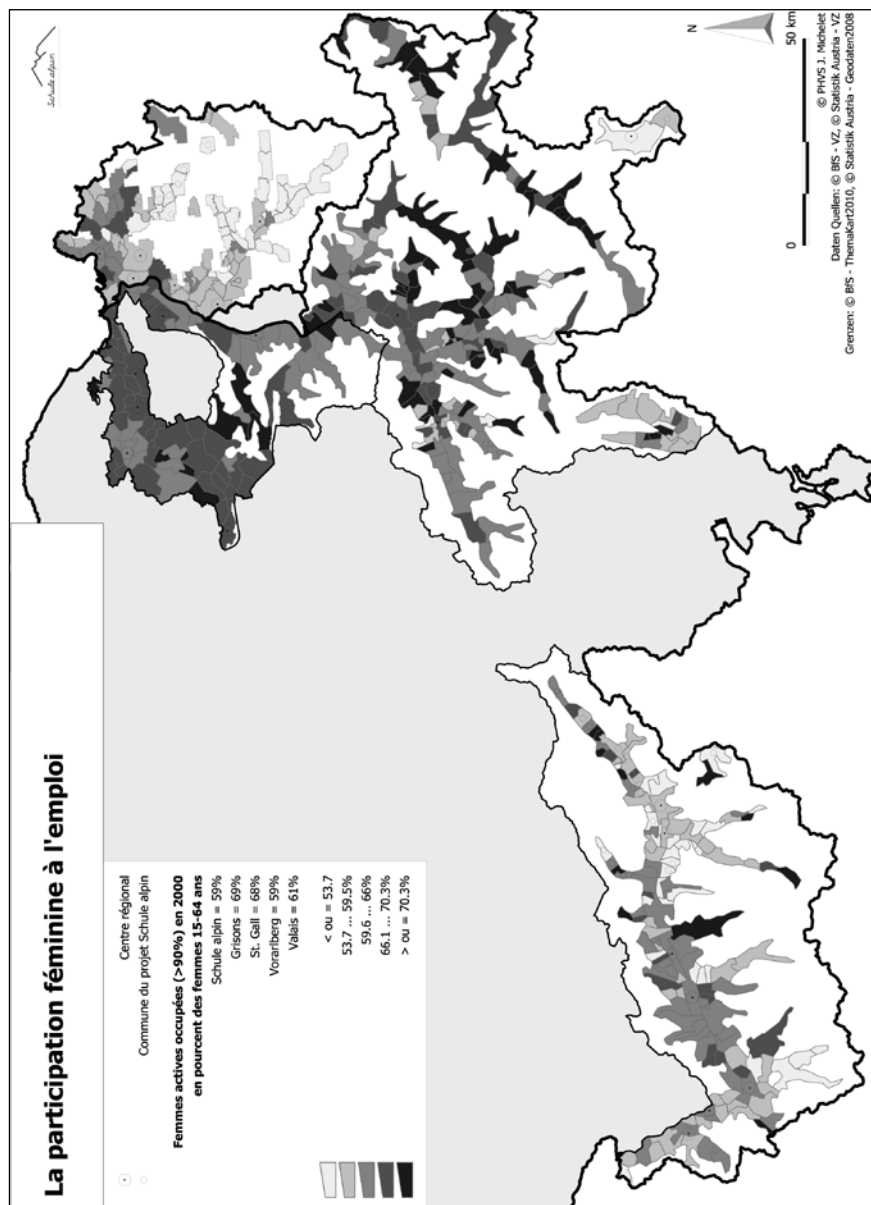 La participation féminine à l'emploi
Centre régional
Commune du projet Schule alpin
Femmes actives occupées (>90%) en 2000
en pourcent des femmes 15-64 ans
Schule alpin = 59%
Grisons = 69%
St. Gall = 68%
Vorarlberg = 59%
Valais = 61%
< ou = 53.7
53.7 ... 59.5%
59.6 ... 66%
66.1 ... 70.3%
> ou = 70.3%
Schule alpin
N
0
50 km
© PHVS J. Michelet
Daten Quellen: © BfS - VZ, © Statistik Austria - VZ
Grenzen: © BfS - ThemaKart2010, © Statistik Austria - Geodaten2008